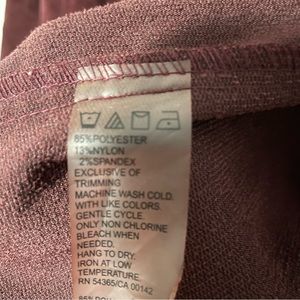 85%POLYESTER
13%NYLON
2%SPANDEX
EXCLUSIVE OF
TRIMMING
MACHINE WASH COLD.
WITH LIKE COLORS.
GENTLE CYCLE.
ONLY NON CHLORINE
BLEACH WHEN
NEEDED.
HANG TO DRY.
IRON AT LOW
TEMPERATURE.
RN 54365/CA 00142